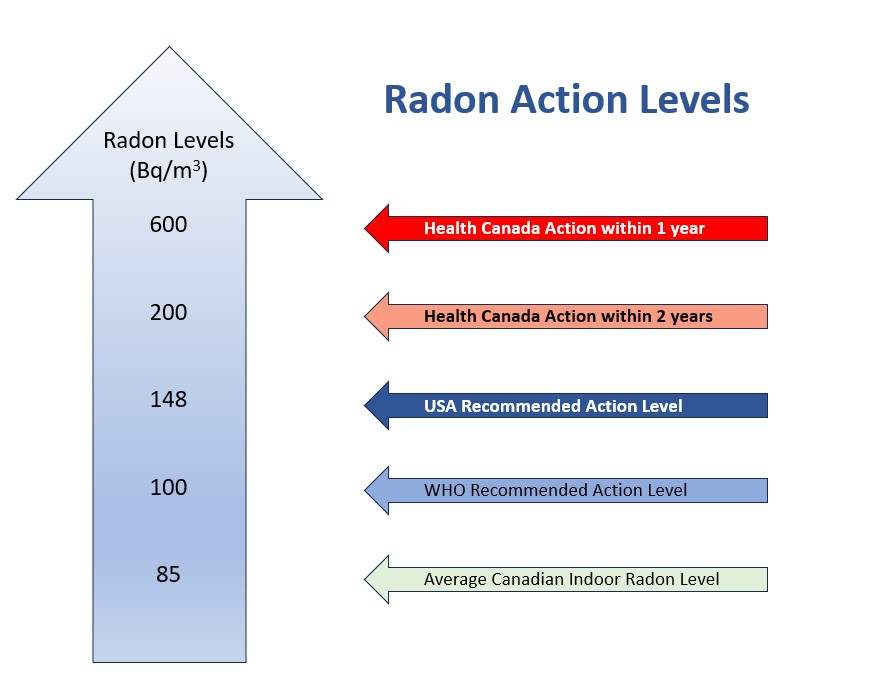 Radon Action Levels
Radon Levels
(Bq/m³)
600
Health Canada Action within 1 year
200
Health Canada Action within 2 years
148
USA Recommended Action Level
100
WHO Recommended Action Level
85
Average Canadian Indoor Radon Level